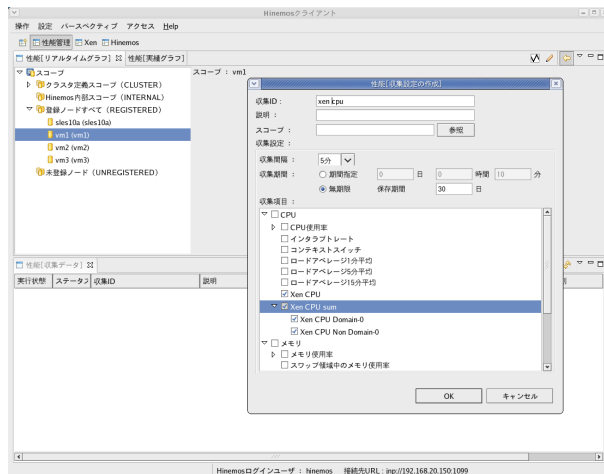 Hinemosクライアント
操作 設定 パースペクティブ アクセス Help
性能管理 Xen Hinemos
性能[リアルタイムグラフ] 性能[実績グラフ]
スコープ
クラスタ定義スコープ (CLUSTER)
Hinemos内部スコープ (INTERNAL)
登録ノードすべて (REGISTERED)
sles10a (sles10a)
vm1 (vm1)
vm2 (vm2)
vm3 (vm3)
未登録ノード (UNREGISTERED)
スコープ : vm1
性能[収集設定の作成]
収集ID : xen cpu
説明 :
スコープ : 参照
収集設定 :
収集間隔 : 5分
収集期間 : 期間指定 0 日 0 時間 10 分
無期限 保存期間 30 日
収集項目 :
CPU
CPU使用率
インタラプトレート
コンテキストスイッチ
ロードアベレージ1分平均
ロードアベレージ5分平均
ロードアベレージ15分平均
Xen CPU
Xen CPU sum
Xen CPU Domain-0
Xen CPU Non Domain-0
メモリ
メモリ使用率
スワップ領域中のメモリ使用率
OK キャンセル
性能[収集データ]
実行状態 ステータス 収集ID 説明
Hinemosログインユーザ : hinemos 接続先URL : jnp://192.168.20.150:1099